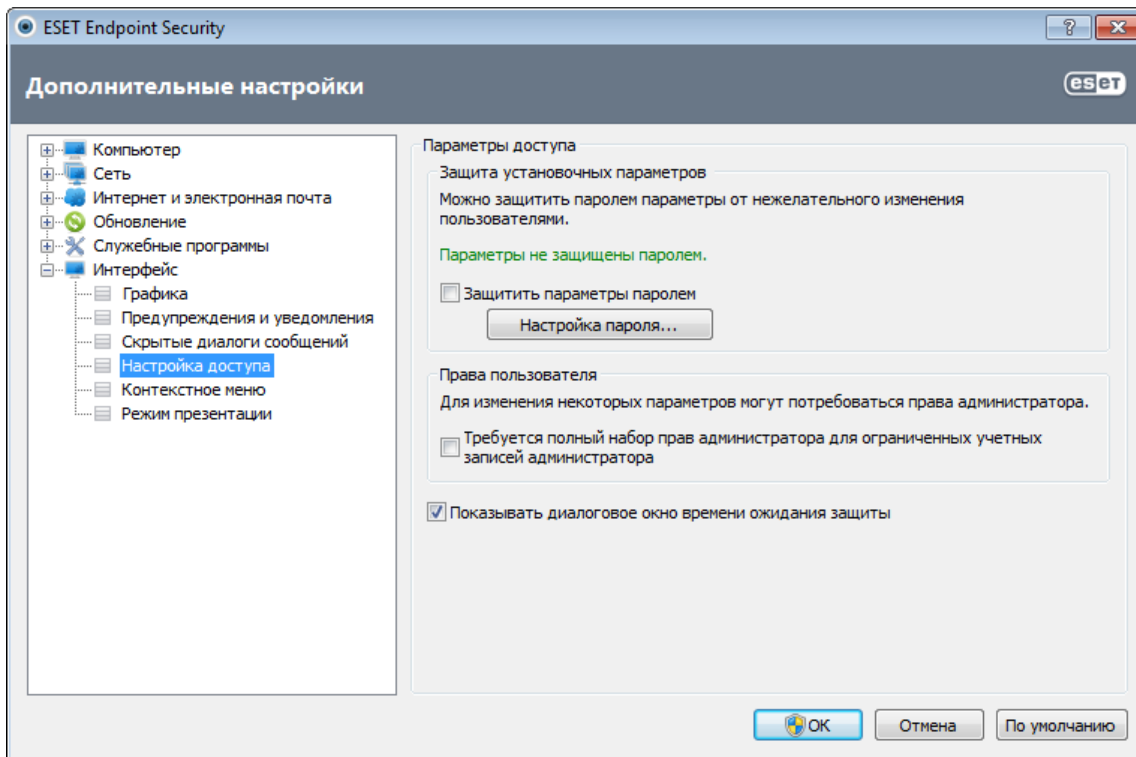 ESET Endpoint Security
Дополнительные настройки
eset
Компьютер
Сеть
Интернет и электронная почта
Обновление
Служебные программы
Интерфейс
Графика
Предупреждения и уведомления
Скрытые диалоги сообщений
Настройка доступа
Контекстное меню
Режим презентации
Параметры доступа
Защита установочных параметров
Можно защитить паролем параметры от нежелательного изменения
пользователями.
Параметры не защищены паролем.
Защитить параметры паролем
Настройка пароля...
Права пользователя
Для изменения некоторых параметров могут потребоваться права администратора.
Требуется полный набор прав администратора для ограниченных учетных
записей администратора
Показывать диалоговое окно времени ожидания защиты
OK
Отмена
По умолчанию